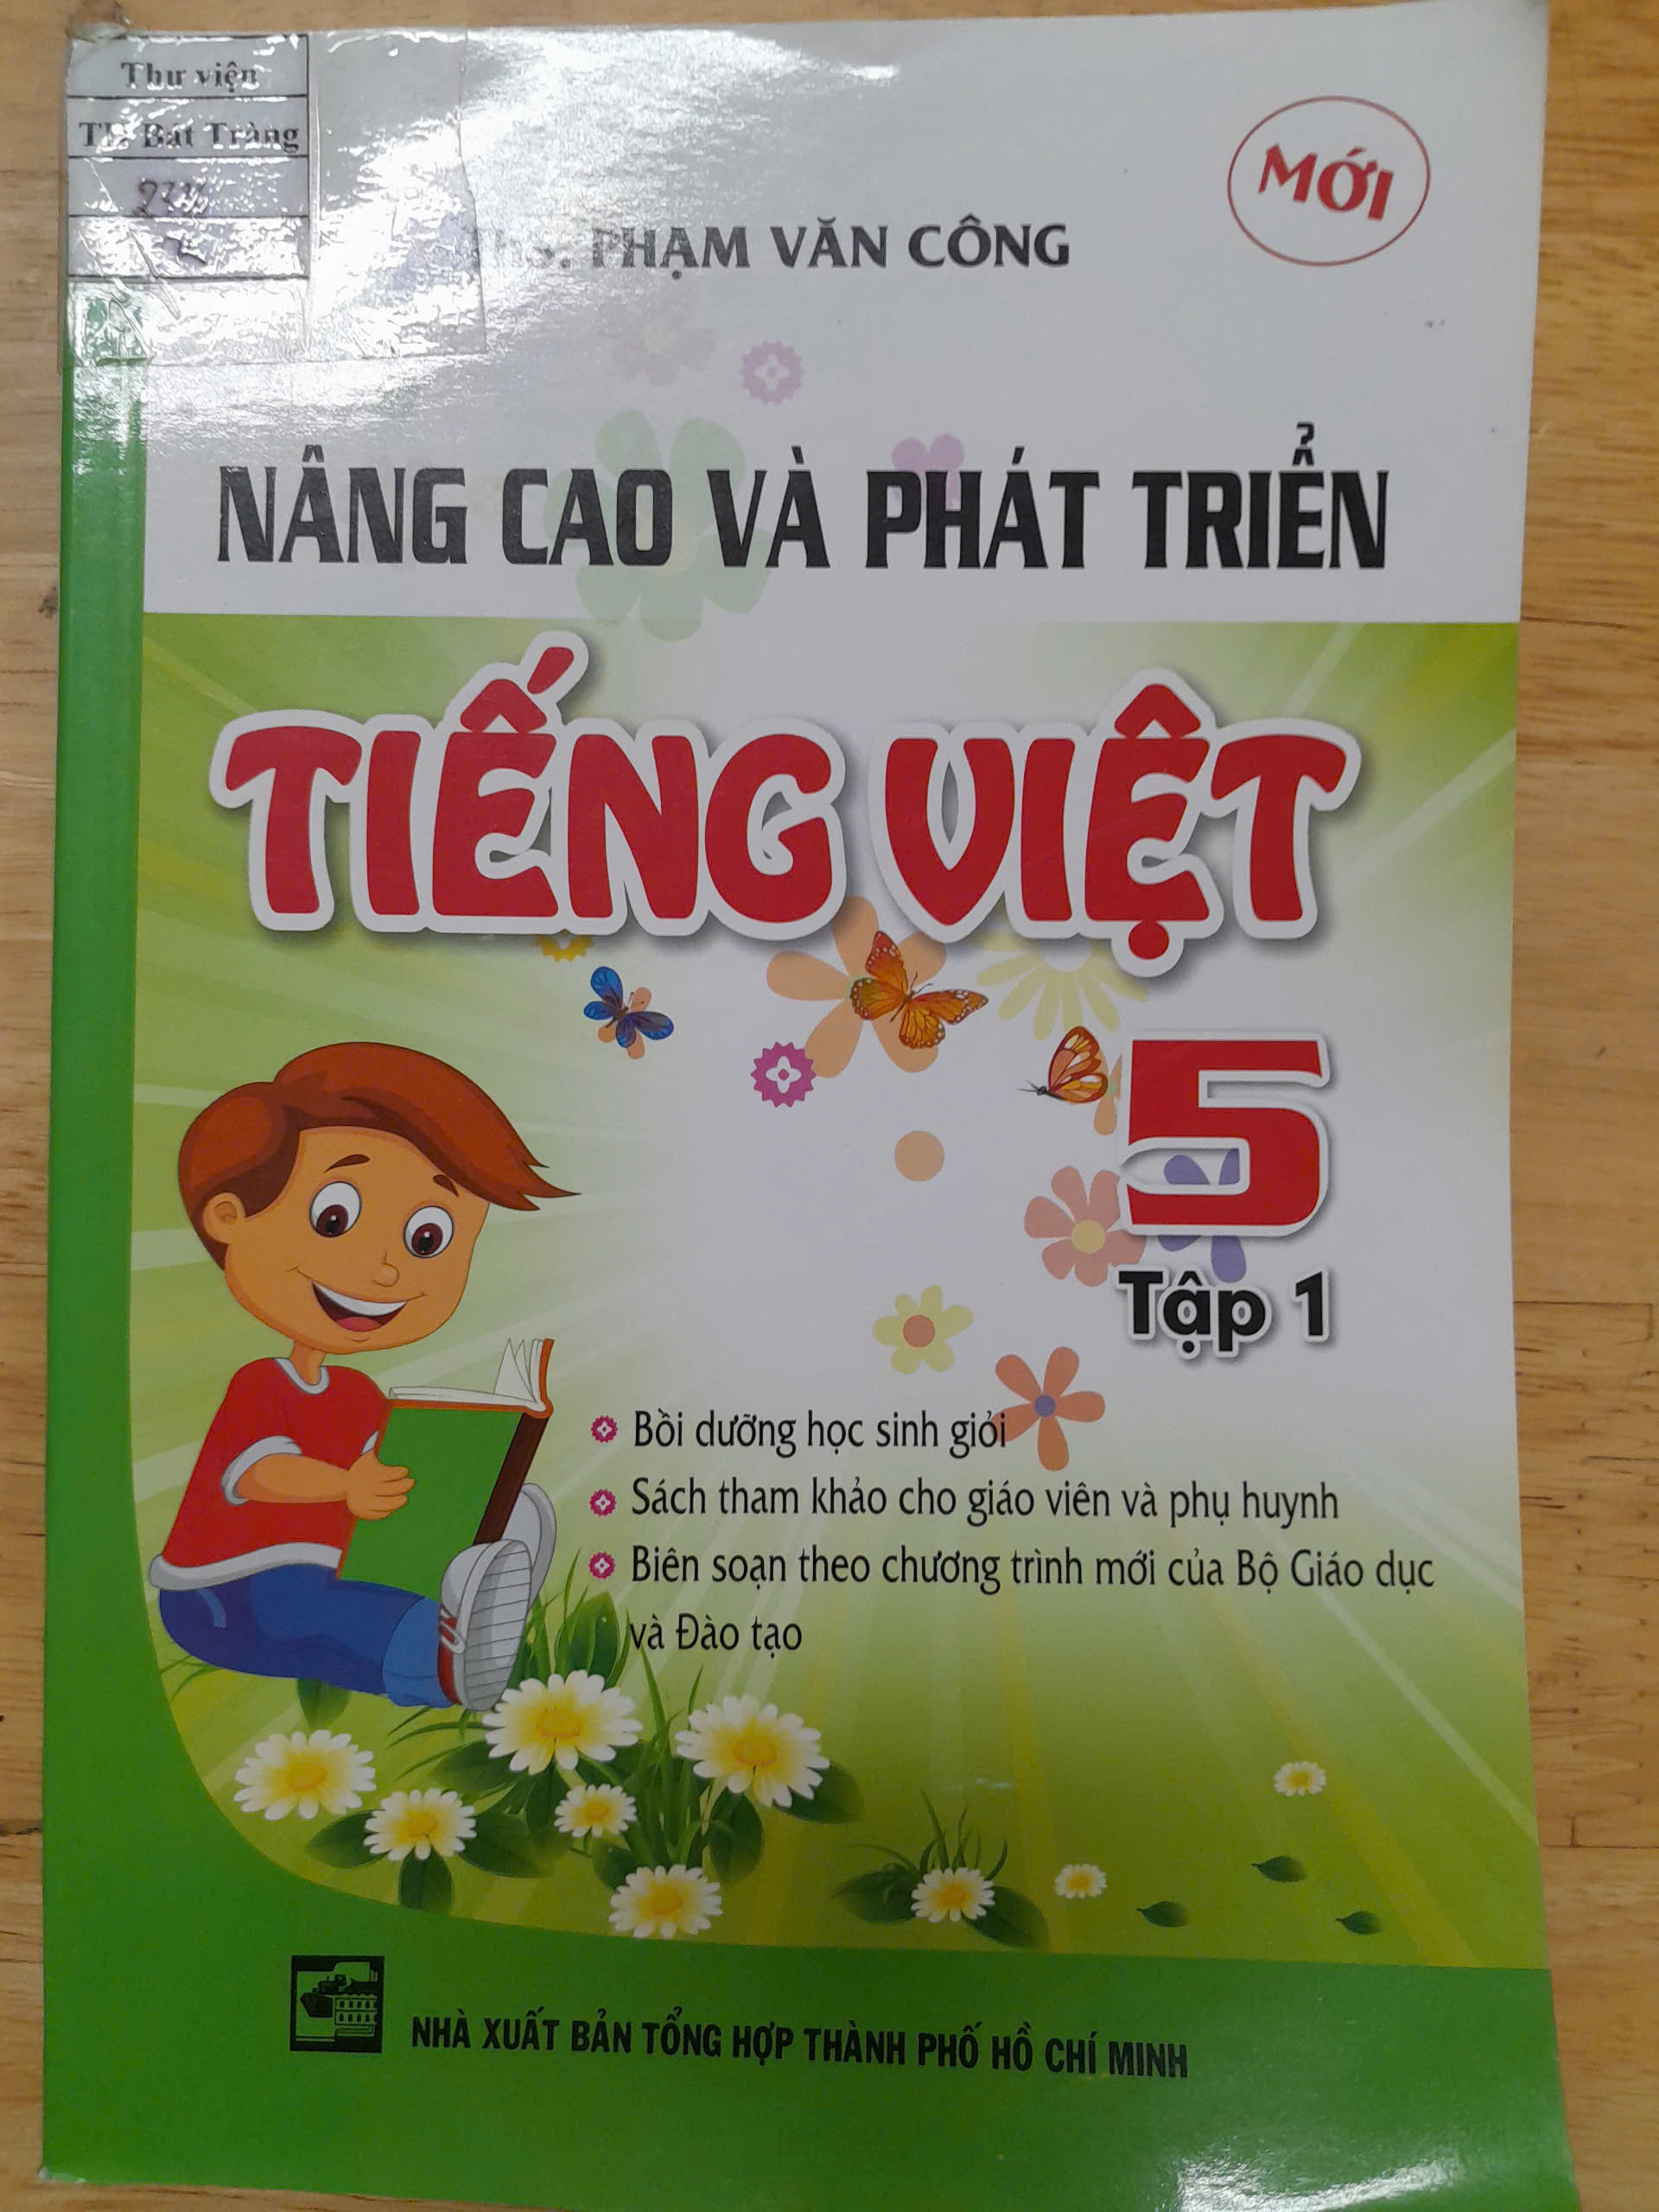 Thư viện
TH Bát Tràng
MỚI
Ths. PHẠM VĂN CÔNG
NÂNG CAO VÀ PHÁT TRIỂN
TIẾNG VIỆT
5
Tập 1
Bồi dưỡng học sinh giỏi
Sách tham khảo cho giáo viên và phụ huynh
Biên soạn theo chương trình mới của Bộ Giáo dục
và Đào tạo
NHÀ XUẤT BẢN TỔNG HỢP THÀNH PHỐ HỒ CHÍ MINH